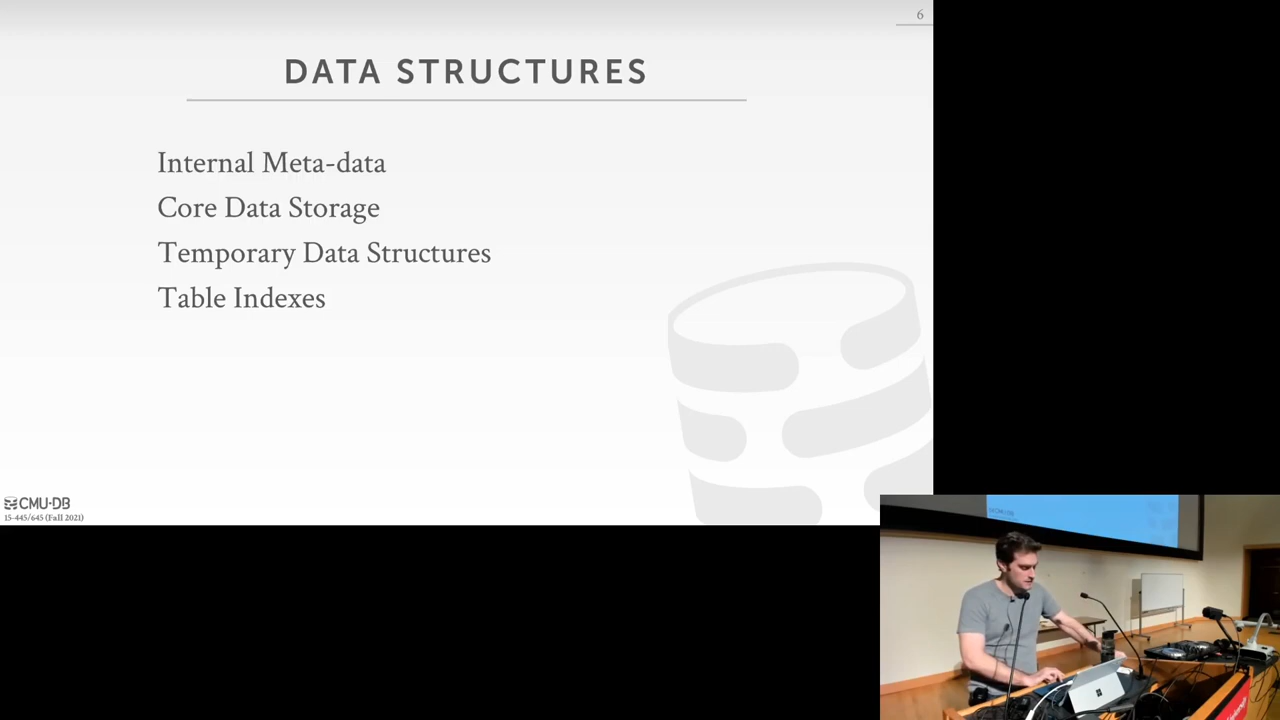 6
DATA STRUCTURES
Internal Meta-data
Core Data Storage
Temporary Data Structures
Table Indexes
CMU·DB
15-445/645 (Fall 2021)